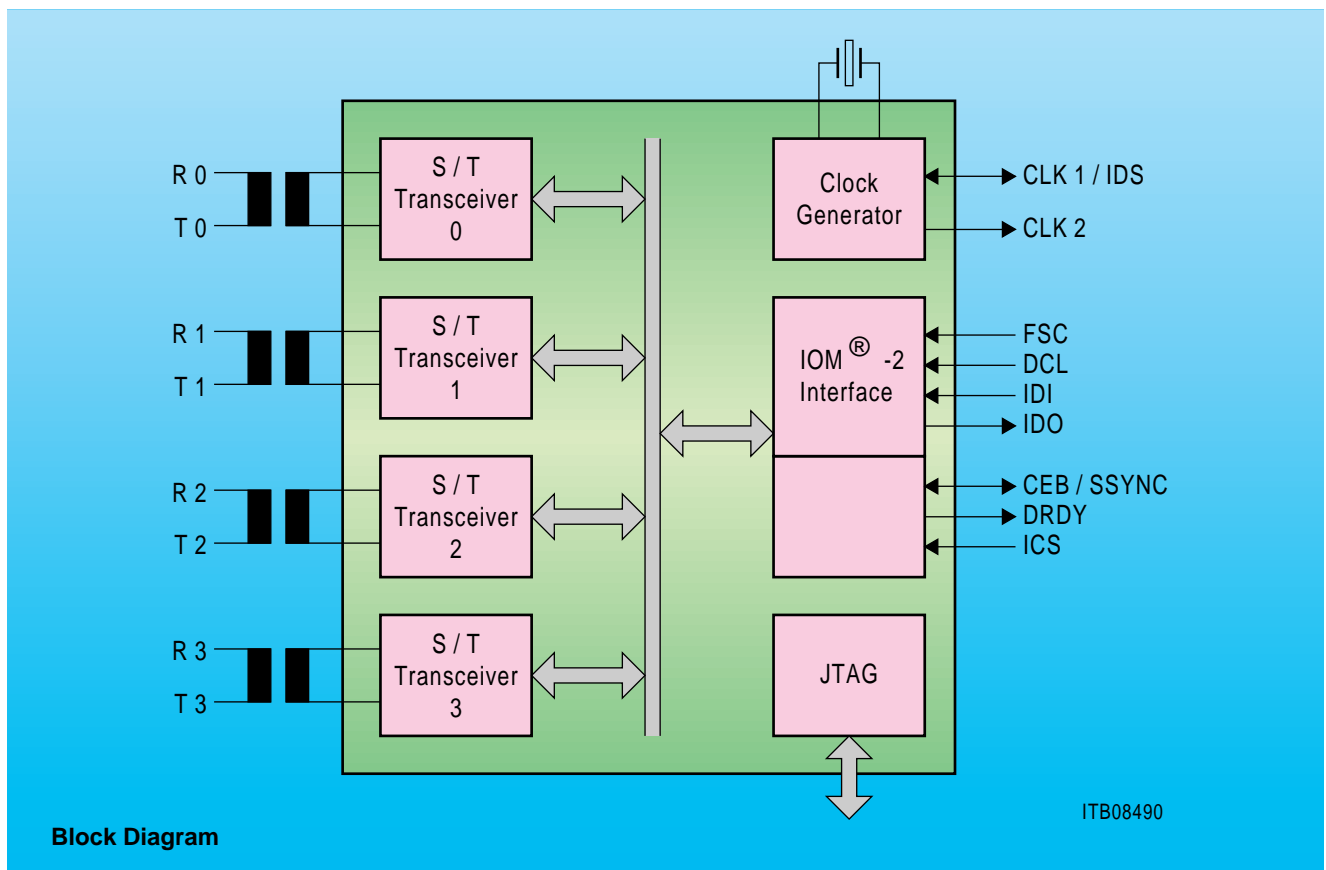 R 0
T 0
S / T
Transceiver
0
R 1
T 1
S / T
Transceiver
1
R 2
T 2
S / T
Transceiver
2
R 3
T 3
S / T
Transceiver
3
Clock
Generator
CLK 1 / IDS
CLK 2
IOM ® -2
Interface
FSC
DCL
IDI
IDO
CEB / SSYNC
DRDY
ICS
JTAG
ITB08490
Block Diagram